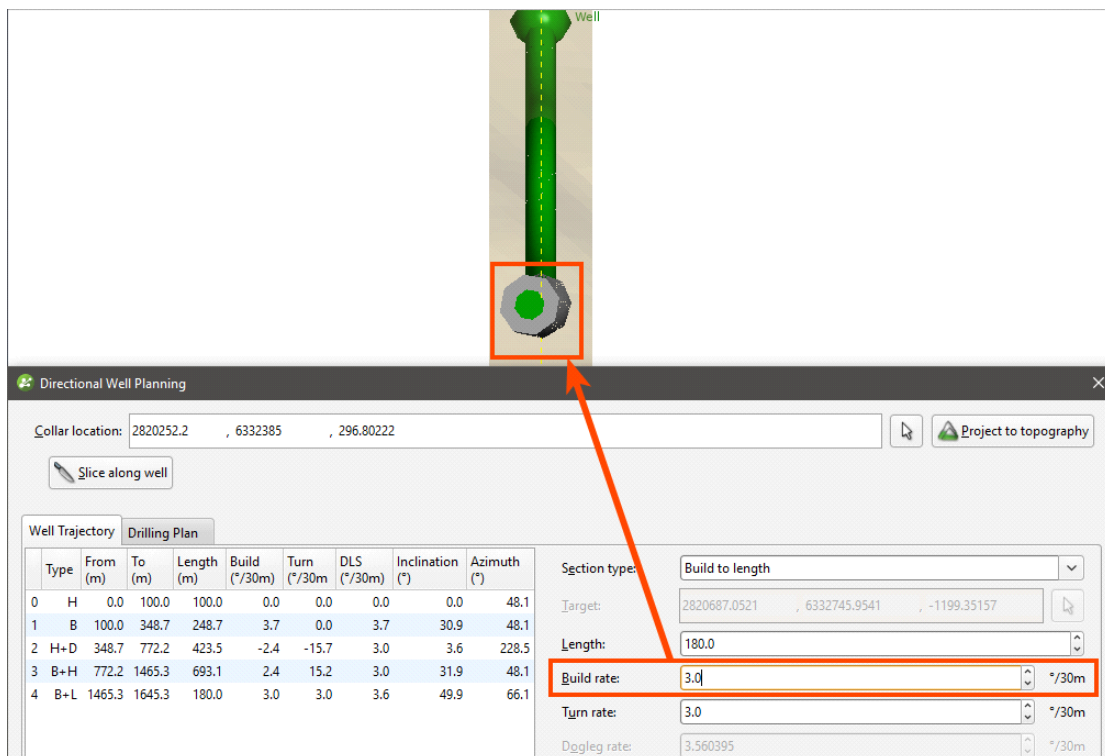 Well
Directional Well Planning
Collar location: 2820252.2 , 6332385 , 296.80222
Project to topography
Slice along well
Well Trajectory Drilling Plan
Type From (m) To (m) Length (m) Build (°/30m) Turn (°/30m DLS (°/30m) Inclination (°) Azimuth (°)
0 H 0.0 100.0 100.0 0.0 0.0 0.0 0.0 48.1
1 B 100.0 348.7 248.7 3.7 0.0 3.7 30.9 48.1
2 H+D 348.7 772.2 423.5 -2.4 -15.7 3.0 3.6 228.5
3 B+H 772.2 1465.3 693.1 2.4 15.2 3.0 31.9 48.1
4 B+L 1465.3 1645.3 180.0 3.0 3.0 3.6 49.9 66.1
Section type: Build to length
Target: 2820687.0521 , 6332745.9541 , -1199.35157
Length: 180.0
Build rate: 3.0 °/30m
Turn rate: 3.0 °/30m
Dogleg rate: 3.560395 °/30m